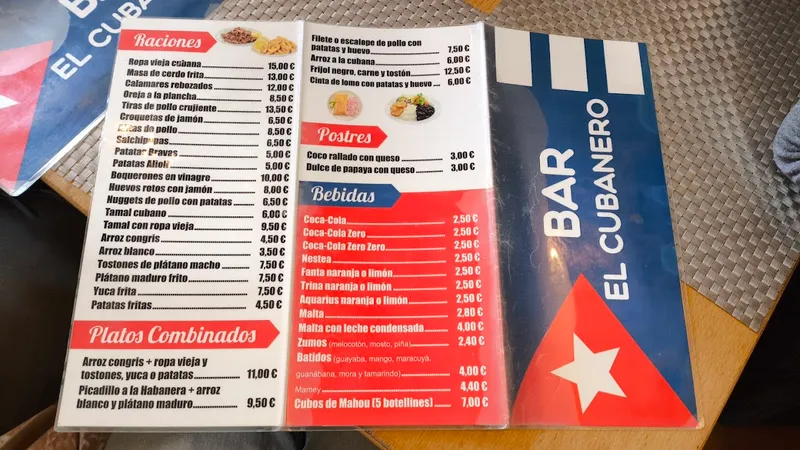 Raciones
Ropa vieja cubana 15,00 €
Masa de cerdo frita 13,00 €
Calamares rebozados 12,00 €
Oreja a la plancha 8,50 €
Tiras de pollo crujiente 13,50 €
Croquetas de jamón 6,50 €
de pollo 8,50 €
Salchipapas 6,50 €
Patatas Bravas 5,00 €
Patatas Alioli 5,00 €
Boquerones en vinagre 10,00 €
Huevos rotos con jamón 8,00 €
Nuggets de pollo con patatas 6,50 €
Tamal cubano 6,00 €
Tamal con ropa vieja 9,50 €
Arroz congris 4,50 €
Arroz blanco 3,50 €
Tostones de plátano macho 7,50 €
Plátano maduro frito 7,50 €
Yuca frita 7,50 €
Patatas fritas 4,50 €
Platos Combinados
Arroz congris + ropa vieja y
tostones, yuca o patatas 11,00 €
Picadillo a la Habanera + arroz
blanco y plátano maduro 9,50 €
Filete o escalope de pollo con
patatas y huevo 7,50 €
Arroz a la cubana 6,00 €
Frijol negro, carne y tostón 12,50 €
Cinta de lomo con patatas y huevo 6,00 €
Postres
Coco rallado con queso 3,00 €
Dulce de papaya con queso 3,00 €
Bebidas
Coca-Cola 2,50 €
Coca-Cola Zero 2,50 €
Coca-Cola Zero Zero 2,50 €
Nestea 2,50 €
Fanta naranja o limón 2,50 €
Trina naranja o limón 2,50 €
Aquarius naranja o limón 2,50 €
Malta 2,80 €
Malta con leche condensada 4,00 €
Zumos (melocotón, mosto, piña) 2,40 €
Batidos (guayaba, mango, maracuyá,
guanábana, mora y tamarindo) 4,00 €
Mamey 4,40 €
Cubos de Mahou (5 botellines) 7,00 €
BAR
EL CUBANERO
BAR
EL CUBANE